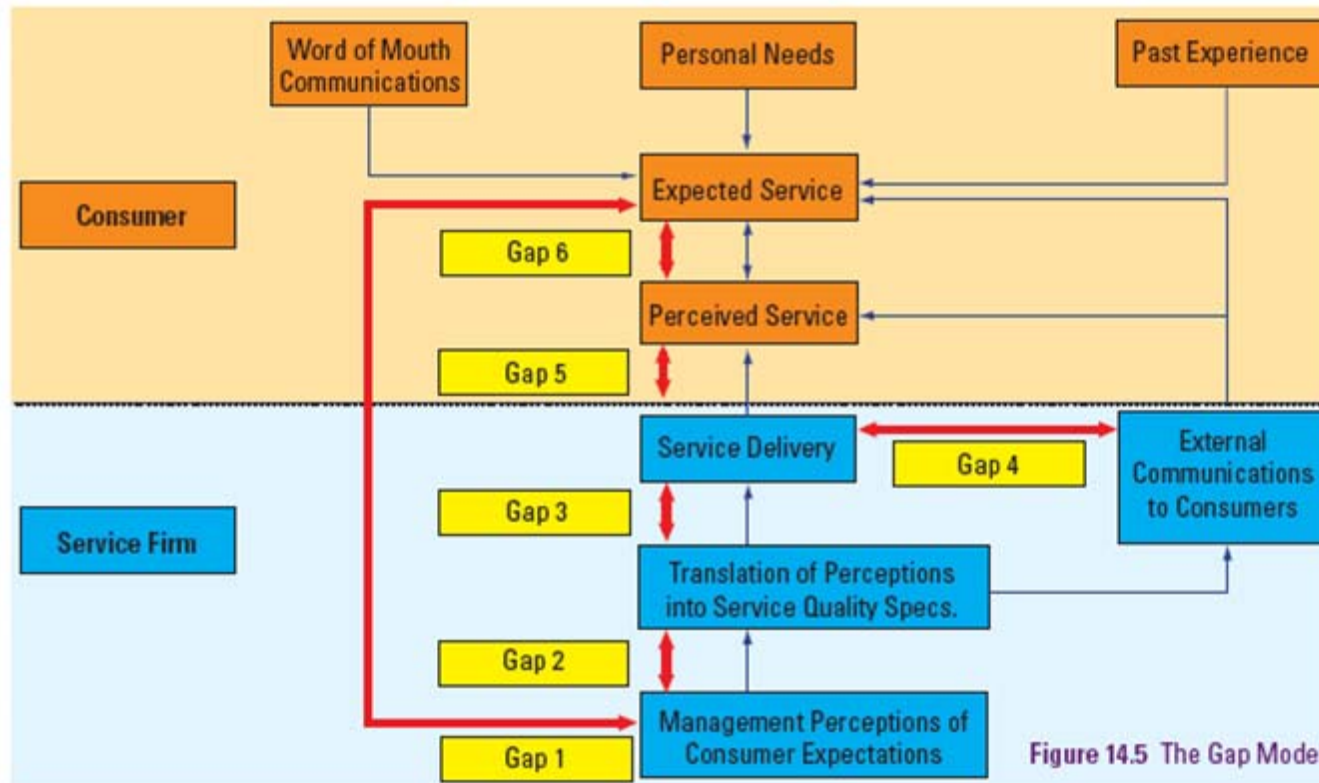 Word of Mouth
Communications
Personal Needs
Past Experience
Expected Service
Consumer
Gap 6
Perceived Service
Gap 5
Service Delivery
Gap 4
External
Communications
to Consumers
Gap 3
Service Firm
Translation of Perceptions
into Service Quality Specs.
Gap 2
Management Perceptions of
Consumer Expectations
Gap 1
Figure 14.5 The Gap Mode